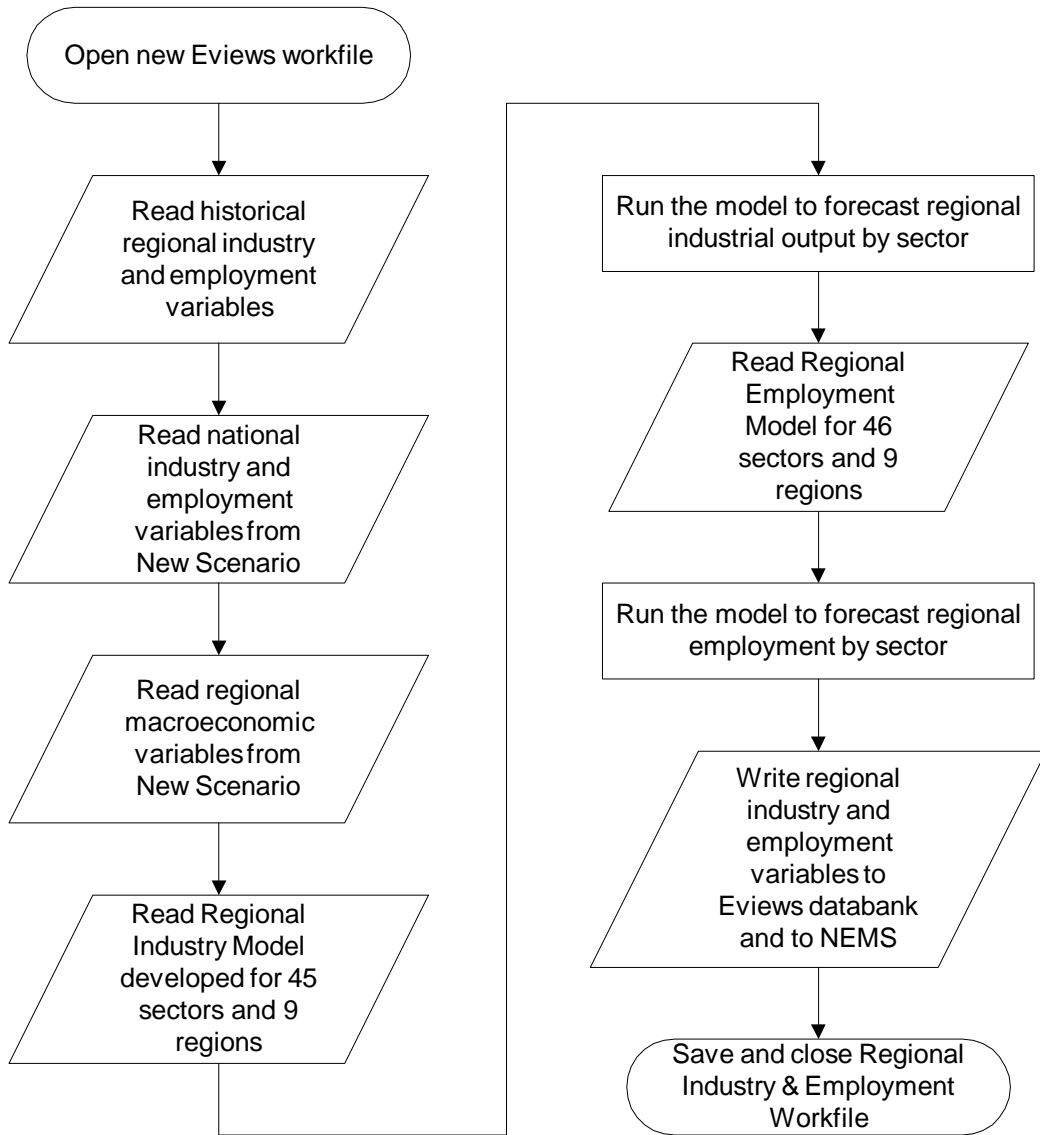 Open new Eviews workfile
Read historical
regional industry
and employment
variables
Read national
industry and
employment
variables from
New Scenario
Read regional
macroeconomic
variables from
New Scenario
Read Regional
Industry Model
developed for 45
sectors and 9
regions
Run the model to forecast regional
industrial output by sector
Read Regional
Employment
Model for 46
sectors and 9
regions
Run the model to forecast regional
employment by sector
Write regional
industry and
employment
variables to
Eviews databank
and to NEMS
Save and close Regional
Industry & Employment
Workfile